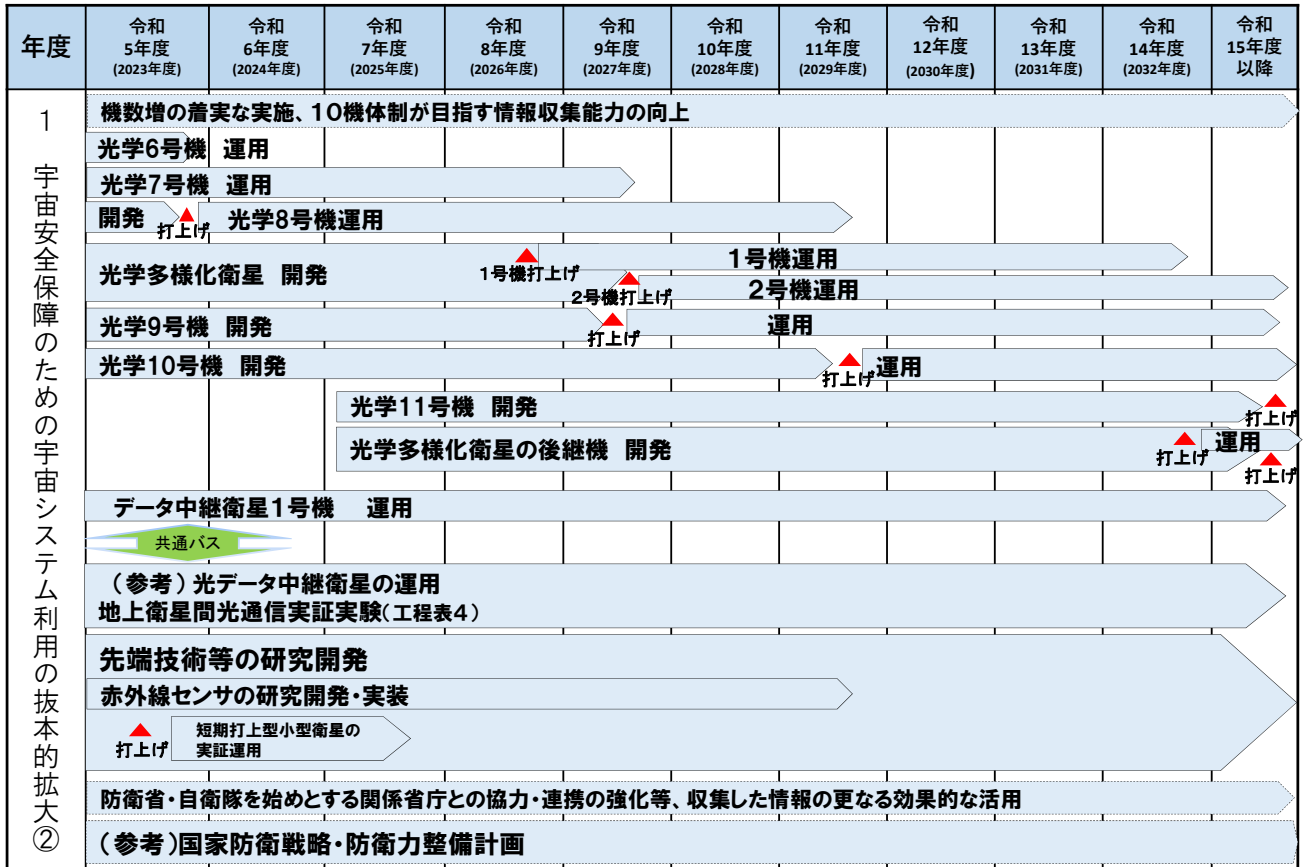 年度
令和
5年度
(2023年度)
令和
6年度
(2024年度)
令和
7年度
(2025年度)
令和
8年度
(2026年度)
令和
9年度
(2027年度)
令和
10年度
(2028年度)
令和
11年度
(2029年度)
令和
12年度
(2030年度)
令和
13年度
(2031年度)
令和
14年度
(2032年度)
令和
15年度
以降
1 宇宙安全保障のための宇宙システム利用の抜本的拡大②
機数増の着実な実施、10機体制が目指す情報収集能力の向上
光学6号機 運用
光学7号機 運用
開発
打上げ
光学8号機運用
光学多様化衛星 開発
1号機打上げ
1号機運用
2号機打上げ
2号機運用
光学9号機 開発
打上げ
運用
光学10号機 開発
打上げ
運用
光学11号機 開発
打上げ
光学多様化衛星の後継機 開発
打上げ
運用
打上げ
データ中継衛星1号機 運用
共通バス
(参考)光データ中継衛星の運用
地上衛星間光通信実証実験(工程表4)
先端技術等の研究開発
赤外線センサの研究開発・実装
打上げ
短期打上型小型衛星の
実証運用
防衛省・自衛隊を始めとする関係省庁との協力・連携の強化等、収集した情報の更なる効果的な活用
(参考)国家防衛戦略・防衛力整備計画